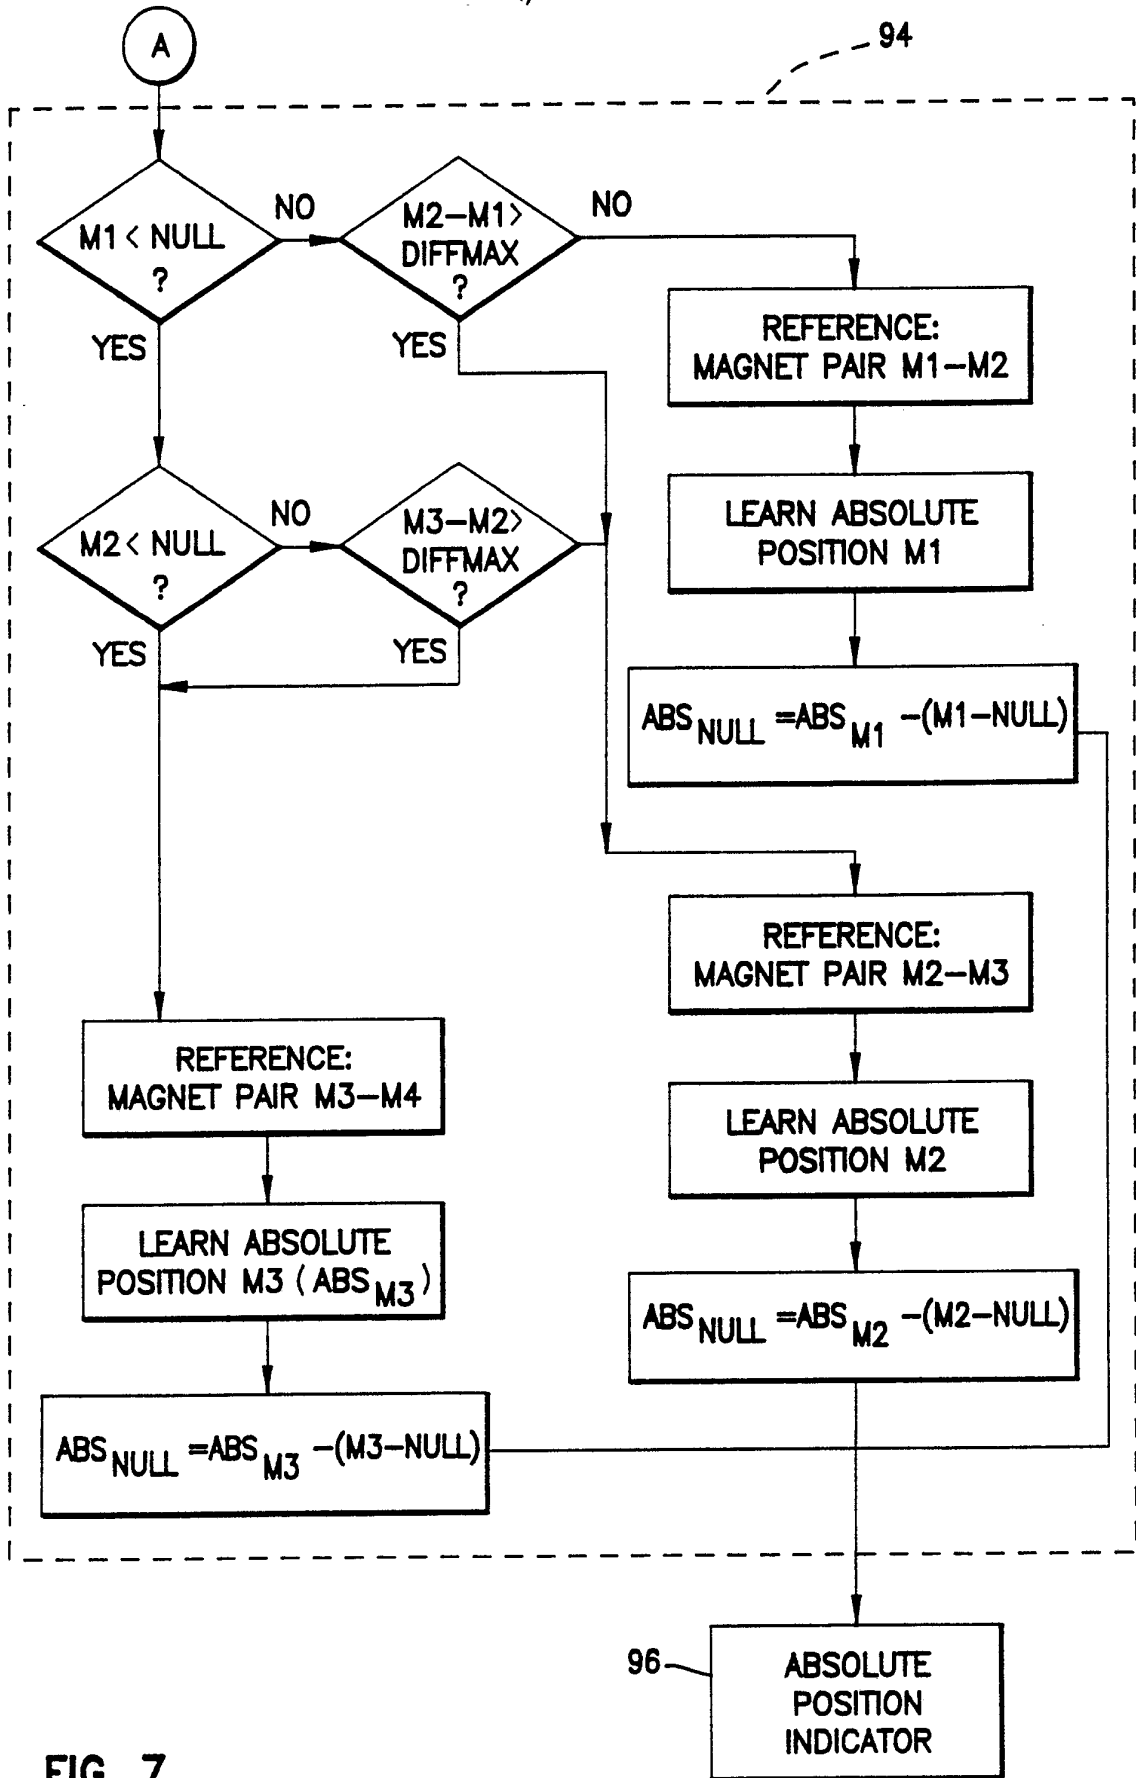 A
94
M1 < NULL
?
NO
M2-M1>
DIFFMAX
?
NO
YES
YES
REFERENCE:
MAGNET PAIR M1-M2
LEARN ABSOLUTE
POSITION M1
M2 < NULL
?
NO
M3-M2>
DIFFMAX
?
YES
YES
ABS NULL =ABS M1 -(M1-NULL)
REFERENCE:
MAGNET PAIR M2-M3
REFERENCE:
MAGNET PAIR M3-M4
LEARN ABSOLUTE
POSITION M2
LEARN ABSOLUTE
POSITION M3 (ABS M3)
ABS NULL =ABS M2 -(M2-NULL)
ABS NULL =ABS M3 -(M3-NULL)
96
ABSOLUTE
POSITION
INDICATOR
FIG. 7